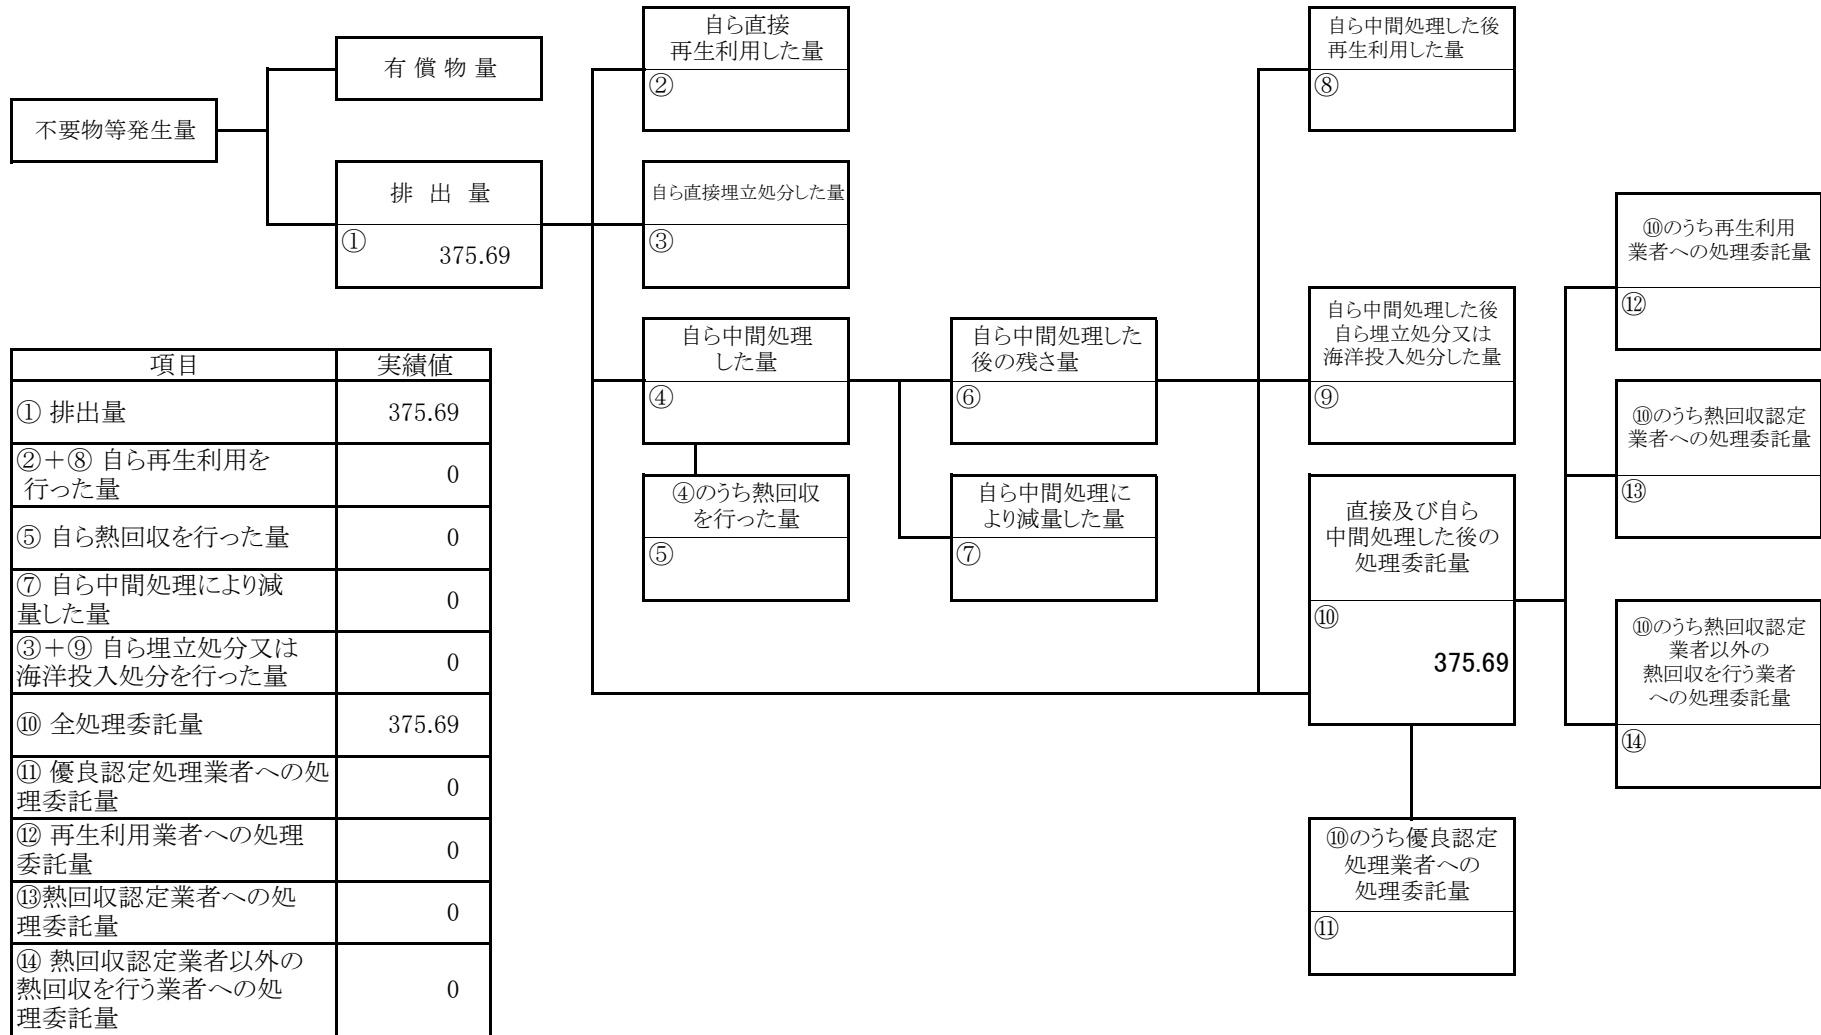 不要物等発生量
有 償 物 量
排 出 量
①
375.69
自ら直接
再生利用した量
②
自ら直接埋立処分した量
③
自ら中間処理
した量
④
④のうち熱回収
を行った量
⑤
自ら中間処理した
後の残さ量
⑥
自ら中間処理に
より減量した量
⑦
自ら中間処理した後
再生利用した量
⑧
自ら中間処理した後
自ら埋立処分又は
海洋投入処分した量
⑨
直接及び自ら
中間処理した後の
処理委託量
⑩
375.69
⑩のうち優良認定
処理業者への
処理委託量
⑪
⑩のうち再生利用
業者への処理委託量
⑫
⑩のうち熱回収認定
業者への処理委託量
⑬
⑩のうち熱回収認定
業者以外の
熱回収を行う業者
への処理委託量
⑭
項目 実績値
① 排出量 375.69
②＋⑧ 自ら再生利用を
行った量 0
⑤ 自ら熱回収を行った量 0
⑦ 自ら中間処理により減
量した量 0
③＋⑨ 自ら埋立処分又は
海洋投入処分を行った量 0
⑩ 全処理委託量 375.69
⑪ 優良認定処理業者への処
理委託量 0
⑫ 再生利用業者への処理
委託量 0
⑬熱回収認定業者への処
理委託量 0
⑭ 熱回収認定業者以外の
熱回収を行う業者への処
理委託量 0